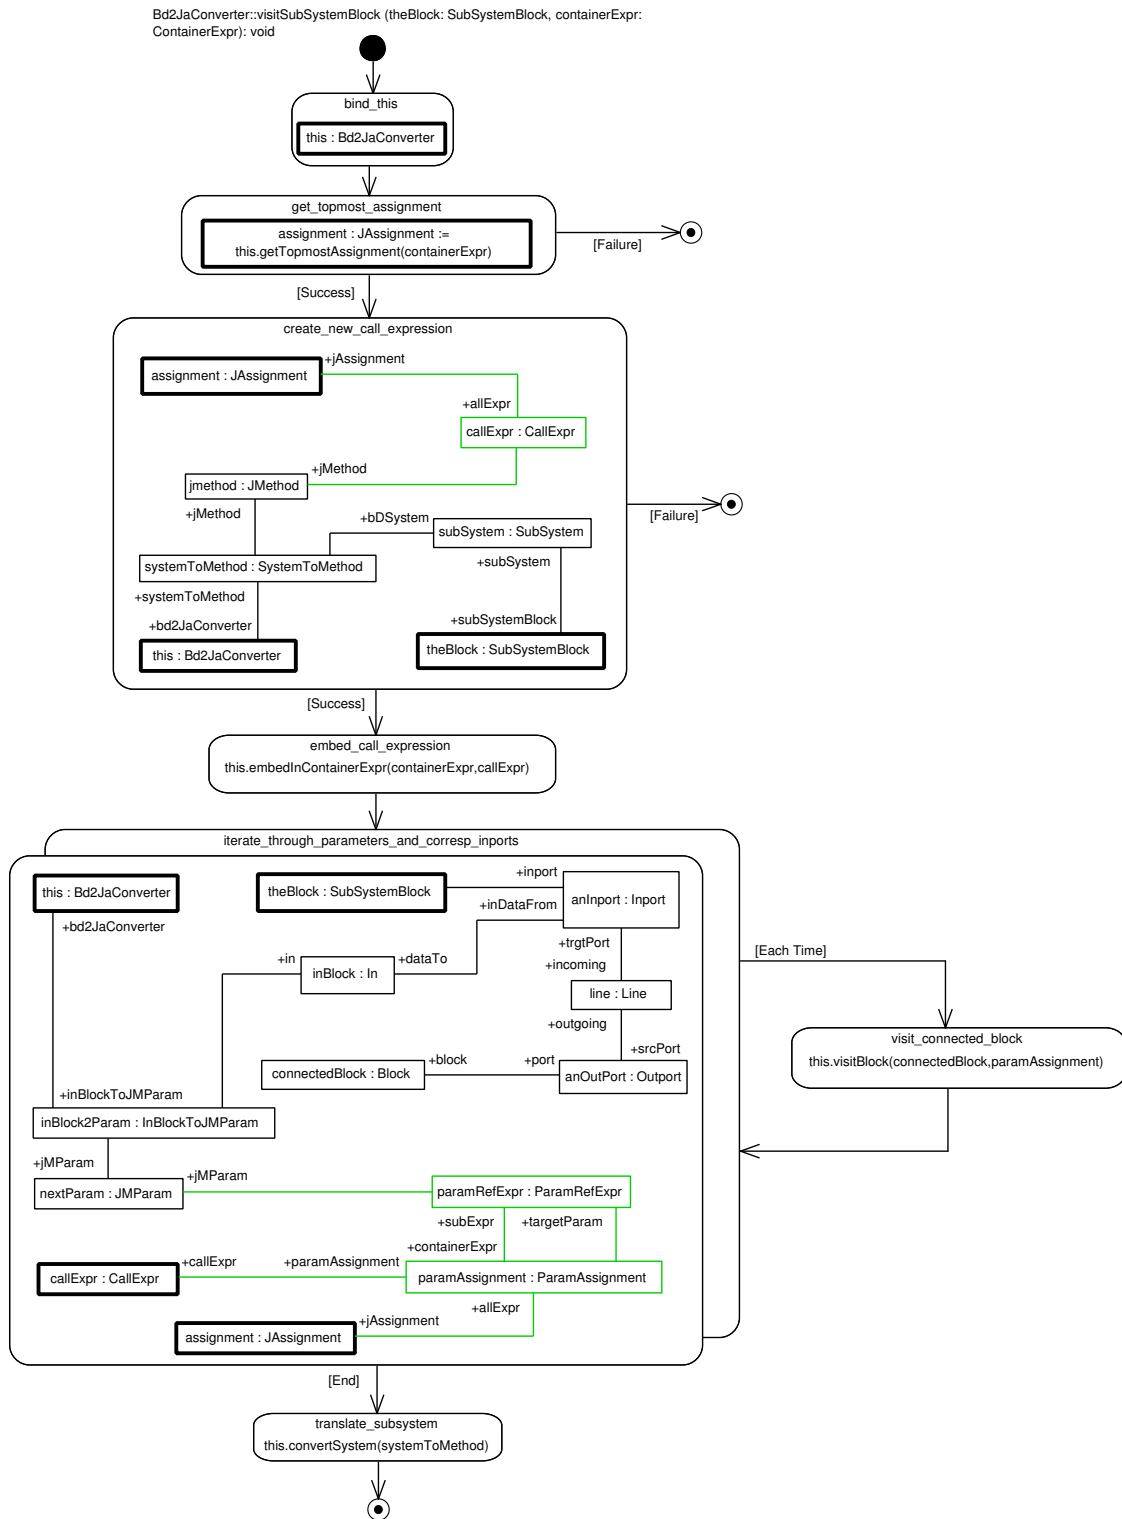 Bd2JaConverter::visitSubSystemBlock (theBlock: SubSystemBlock, containerExpr:
ContainerExpr): void
bind_this
this : Bd2JaConverter
get_topmost_assignment
assignment : JAssignment :=
this.getTopmostAssignment(containerExpr)
[Failure]
[Success]
create_new_call_expression
+jAssignment
assignment : JAssignment
+allExpr
callExpr : CallExpr
+jMethod
jmethod : JMethod
+jMethod
+bDSystem
subSystem : SubSystem
[Failure]
systemToMethod : SystemToMethod
+subSystem
+systemToMethod
+bd2JaConverter
+subSystemBlock
this : Bd2JaConverter
theBlock : SubSystemBlock
[Success]
embed_call_expression
this.embedInContainerExpr(containerExpr,callExpr)
iterate_through_parameters_and_corresp_inports
this : Bd2JaConverter
theBlock : SubSystemBlock
+inport
anInport : Inport
+bd2JaConverter
+inDataFrom
+trgtPort
+in
+dataTo
+incoming
inBlock : In
line : Line
[Each Time]
+outgoing
visit_connected_block
this.visitBlock(connectedBlock,paramAssignment)
+srcPort
+block
+port
connectedBlock : Block
anOutPort : Outport
+inBlockToJMParam
inBlock2Param : InBlockToJMParam
+jMParam
+jMParam
nextParam : JMParam
paramRefExpr : ParamRefExpr
+subExpr
+targetParam
+containerExpr
+callExpr
+paramAssignment
callExpr : CallExpr
paramAssignment : ParamAssignment
+allExpr
+jAssignment
assignment : JAssignment
[End]
translate_subsystem
this.convertSystem(systemToMethod)